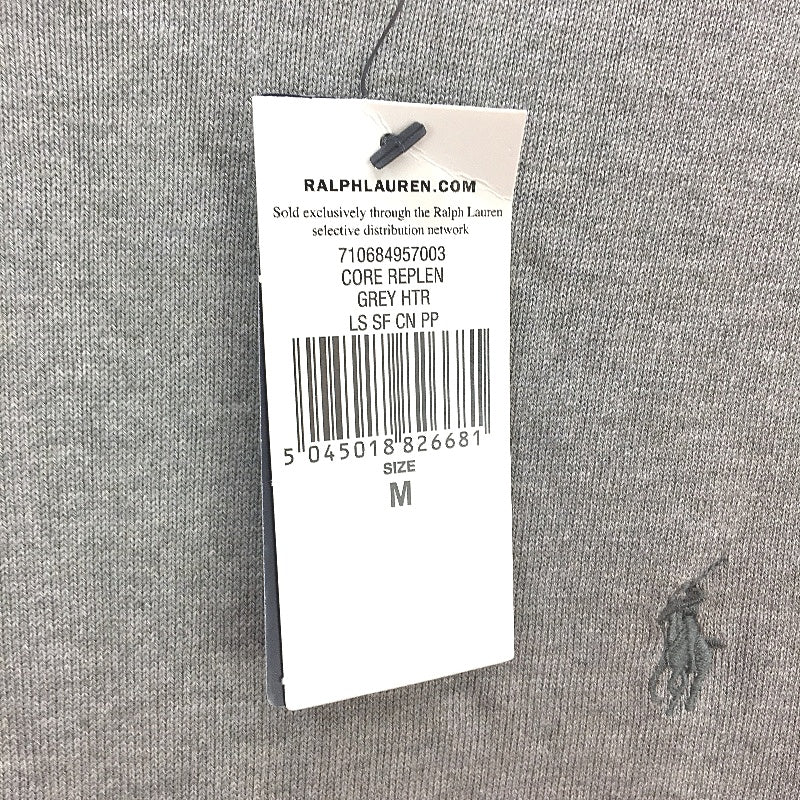 RALPHLAUREN.COM
Sold exclusively through the Ralph Lauren
selective distribution network
710684957003
CORE REPLEN
GREY HTR
LS SF CN PP
5 045018 826681
SIZE
M